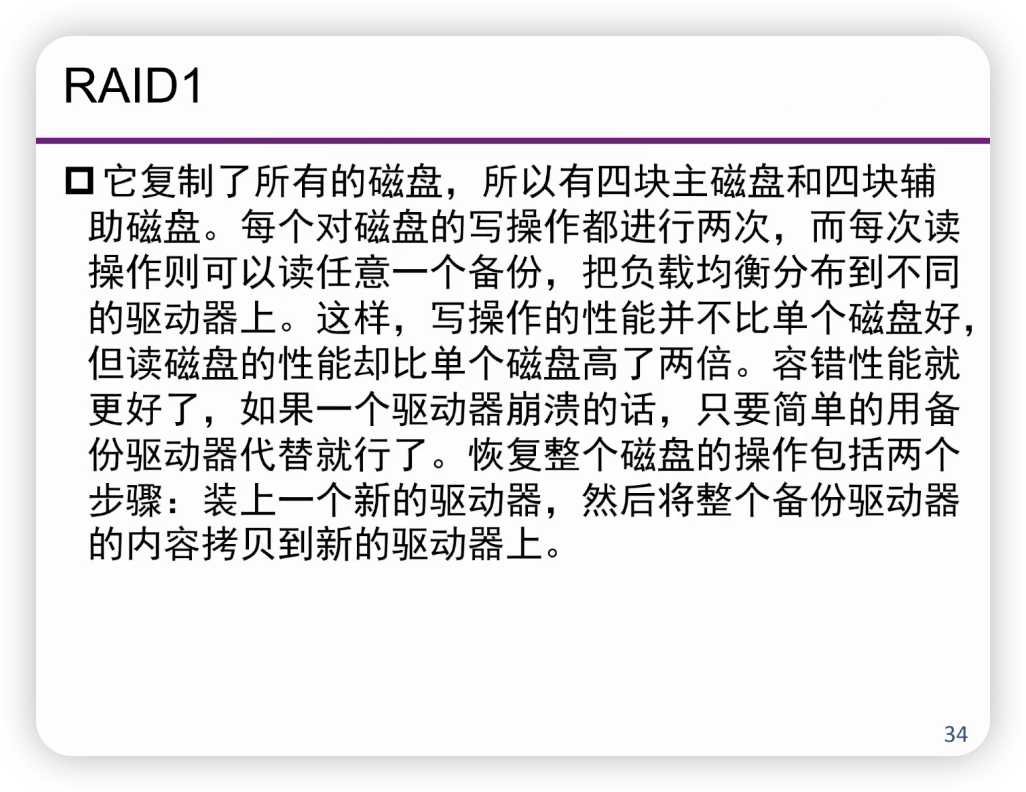 RAID1
它复制了所有的磁盘，所以有四块主磁盘和四块辅
助磁盘。每个对磁盘的写操作都进行两次，而每次读
操作则可以读任意一个备份，把负载均衡分布到不同
的驱动器上。这样，写操作的性能并不比单个磁盘好，
但读磁盘的性能却比单个磁盘高了两倍。容错性能就
更好了，如果一个驱动器崩溃的话，只要简单的用备
份驱动器代替就行了。恢复整个磁盘的操作包括两个
步骤：装上一个新的驱动器，然后将整个备份驱动器
的内容拷贝到新的驱动器上。
34